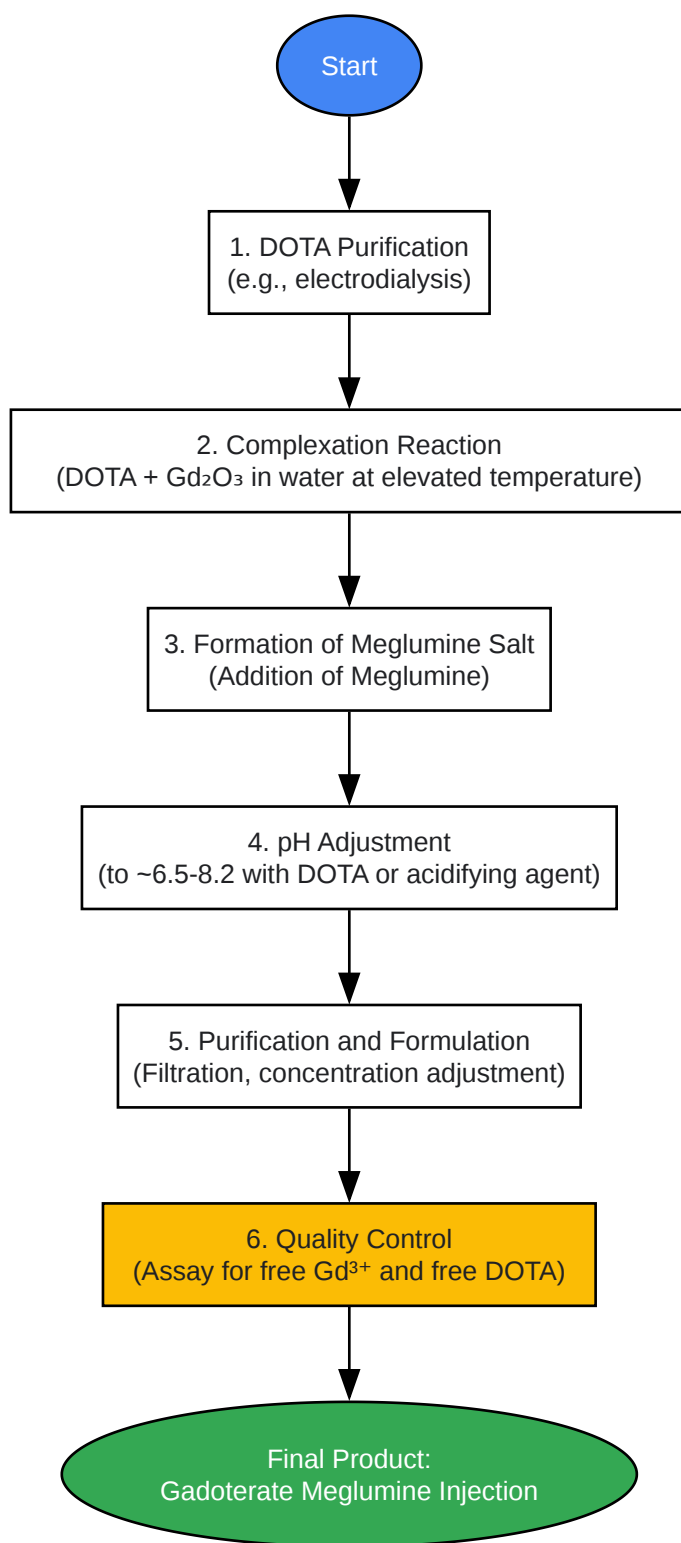 Start
1. DOTA Purification
(e.g., electrodialysis)
2. Complexation Reaction
(DOTA + Gd₂O₃ in water at elevated temperature)
3. Formation of Meglumine Salt
(Addition of Meglumine)
4. pH Adjustment
(to ~6.5-8.2 with DOTA or acidifying agent)
5. Purification and Formulation
(Filtration, concentration adjustment)
6. Quality Control
(Assay for free Gd³⁺ and free DOTA)
Final Product:
Gadoterate Meglumine Injection